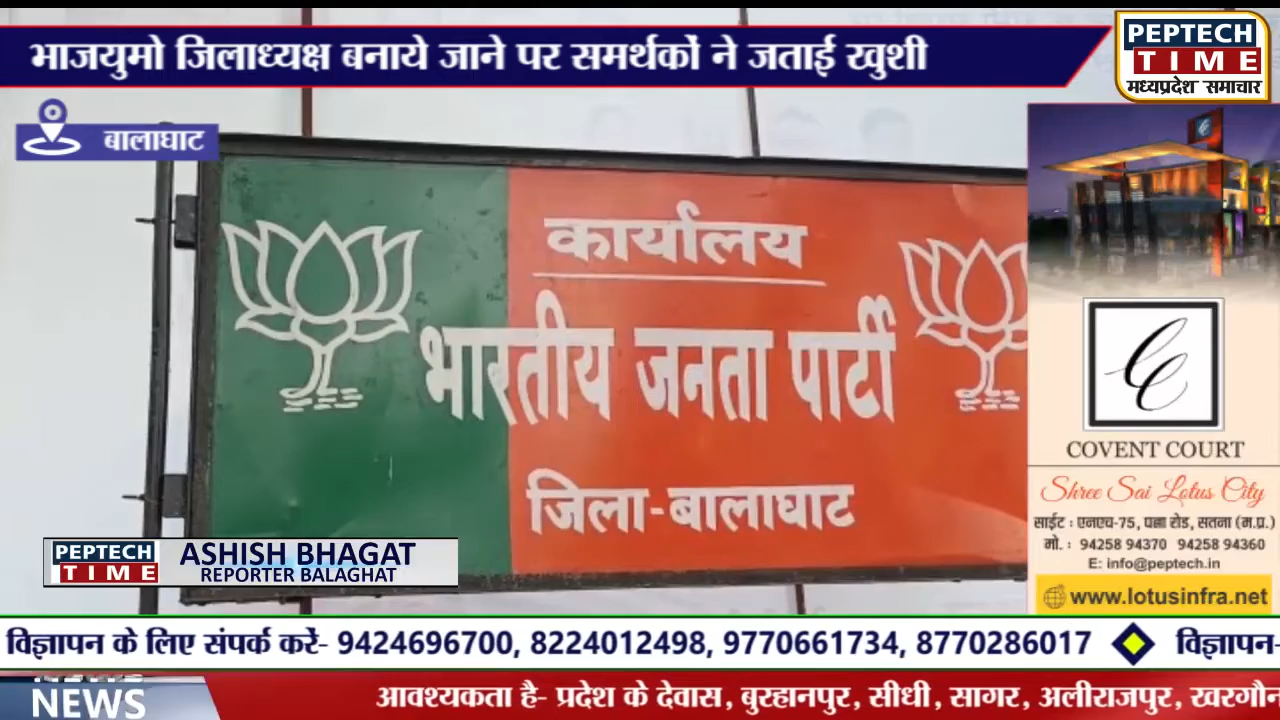 भाजयुमो जिलाध्यक्ष बनाये जाने पर समर्थकों ने जताई खुशी
PEPTECH
TIME
मध्यप्रदेश समाचार
बालाघाट
कार्यालय
भारतीय जनता पार्टी
जिला-बालाघाट
COVENT COURT
Shree Sai Lotus City
साईट : एनएच-75, पन्ना रोड, सतना (म.प्र.)
मो. : 94258 94370 94258 94360
E: info@peptech.in
www.lotusinfra.net
PEPTECH
TIME
ASHISH BHAGAT
REPORTER BALAGHAT
विज्ञापन के लिए संपर्क करें- 9424696700, 8224012498, 9770661734, 8770286017 विज्ञापन-
NEWS
आवश्यकता है- प्रदेश के देवास, बुरहानपुर, सीधी, सागर, अलीराजपुर, खरगौन